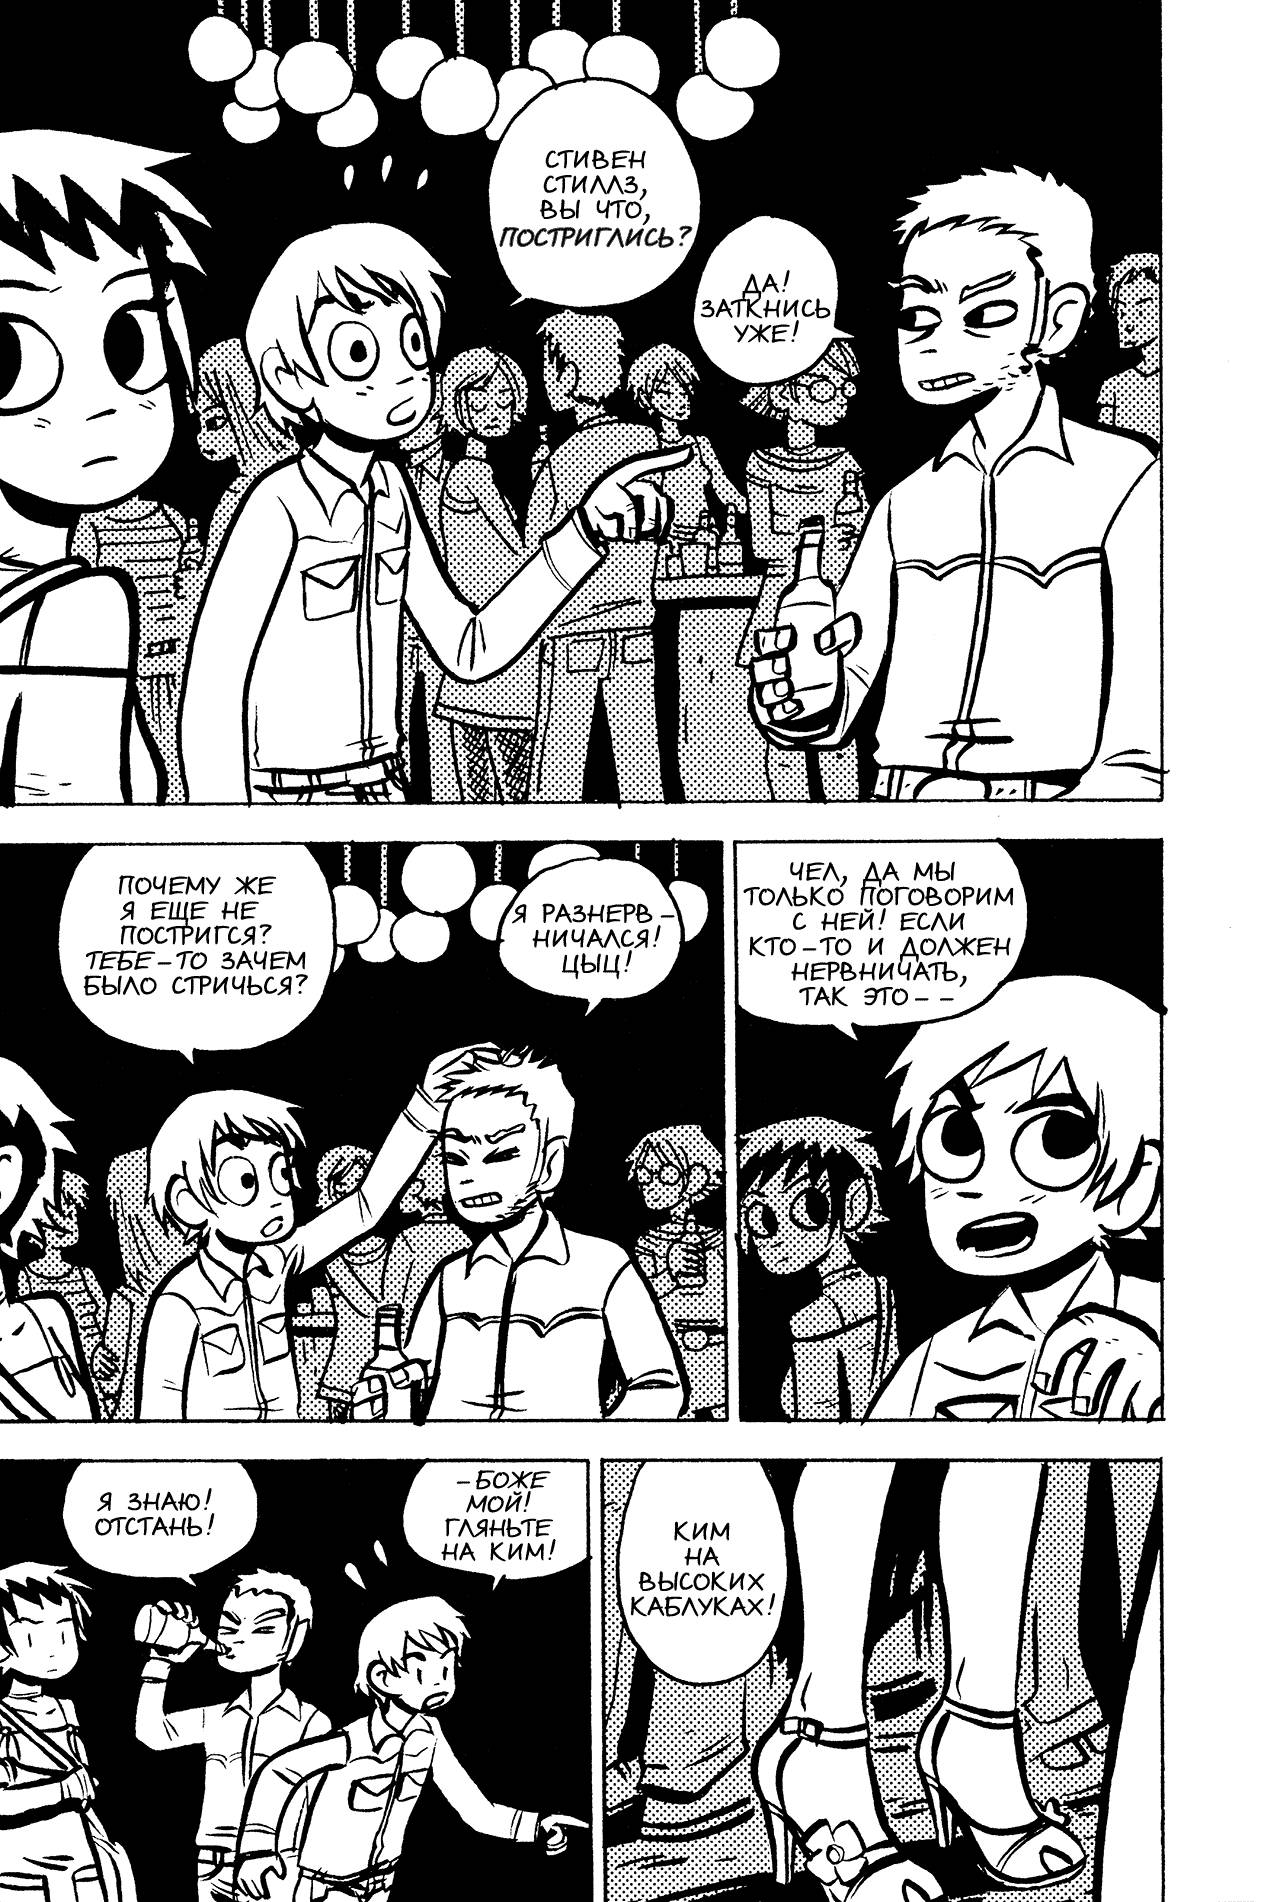 СТИВЕН
СТИЛЛЗ,
ВЫ ЧТО,
ПОСТРИГЛИСЬ?
ДА!
ЗАТКНИСЬ
УЖЕ!
ПОЧЕМУ ЖЕ
Я ЕЩЕ НЕ
ПОСТРИГСЯ?
ТЕБЕ-ТО ЗАЧЕМ
БЫЛО СТРИЧЬСЯ?
Я РАЗНЕРВ-
НИЧАЛСЯ!
ЦЫЦ!
ЧЕЛ, ДА МЫ
ТОЛЬКО ПОГОВОРИМ
С НЕЙ! ЕСЛИ
КТО-ТО И ДОЛЖЕН
НЕРВНИЧАТЬ,
ТАК ЭТО--
Я ЗНАЮ!
ОТСТАНЬ!
-БОЖЕ
МОЙ!
ГЛЯНЬТЕ
НА КИМ!
КИМ
НА
ВЫСОКИХ
КАБЛУКАХ!